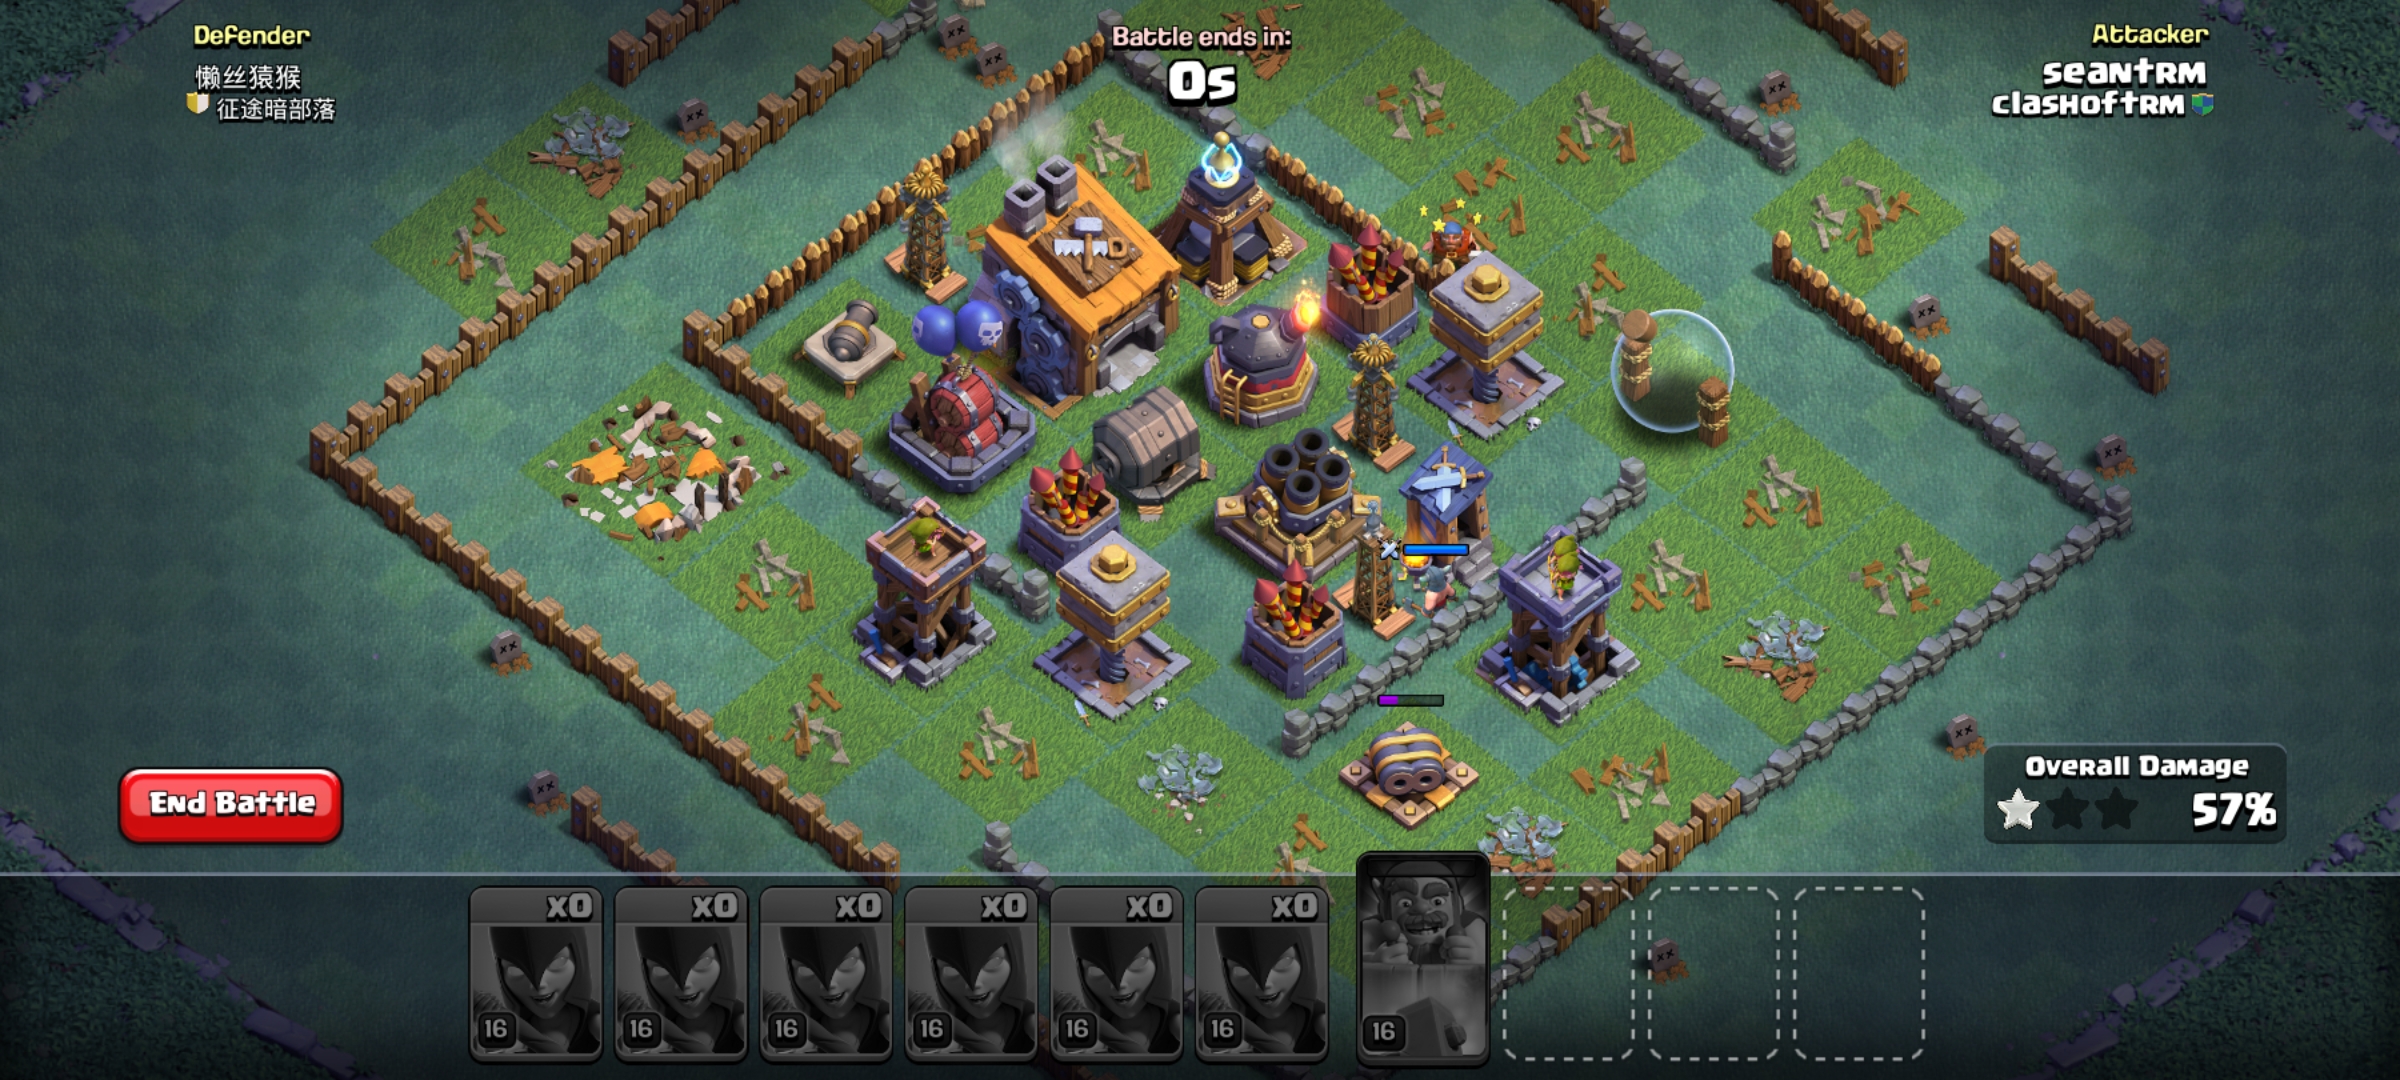 Defender
懒丝猿猴
征途暗部落
Battle ends in:
0s
Attacker
seantRM
clashoftRM
End Battle
Overall Damage
57%
x0 x0 x0 x0 x0 x0
16 16 16 16 16 16 16